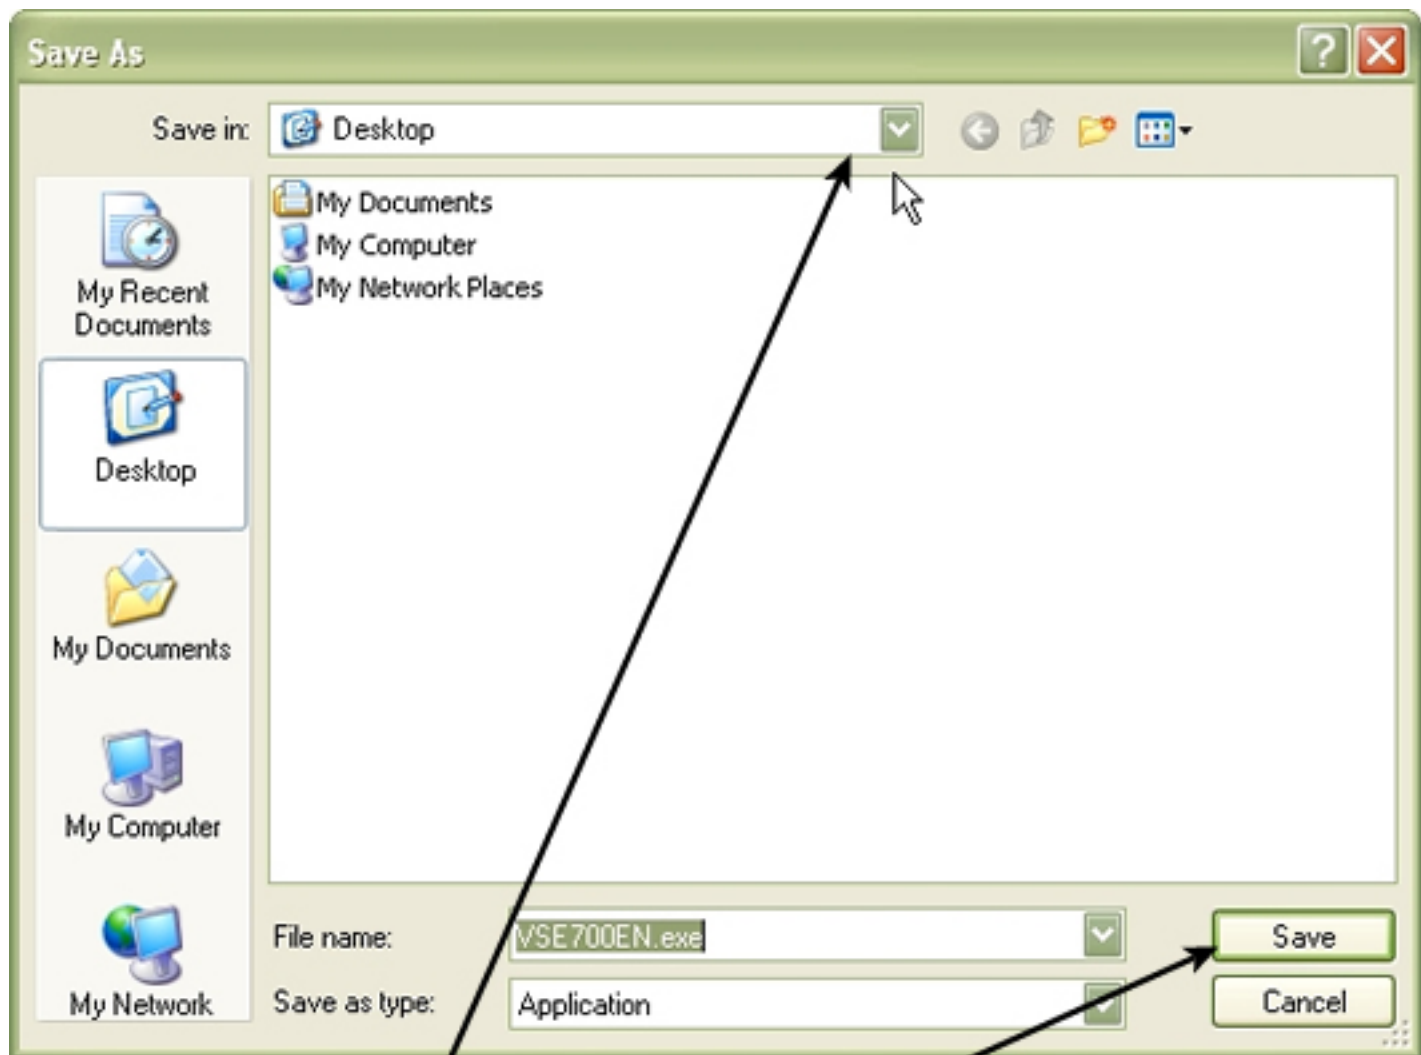 Save As
Save in: Desktop
My Documents
My Computer
My Network Places
My Recent
Documents
Desktop
My Documents
My Computer
My Network
File name: VSE700EN.exe
Save
Save as type: Application
Cancel